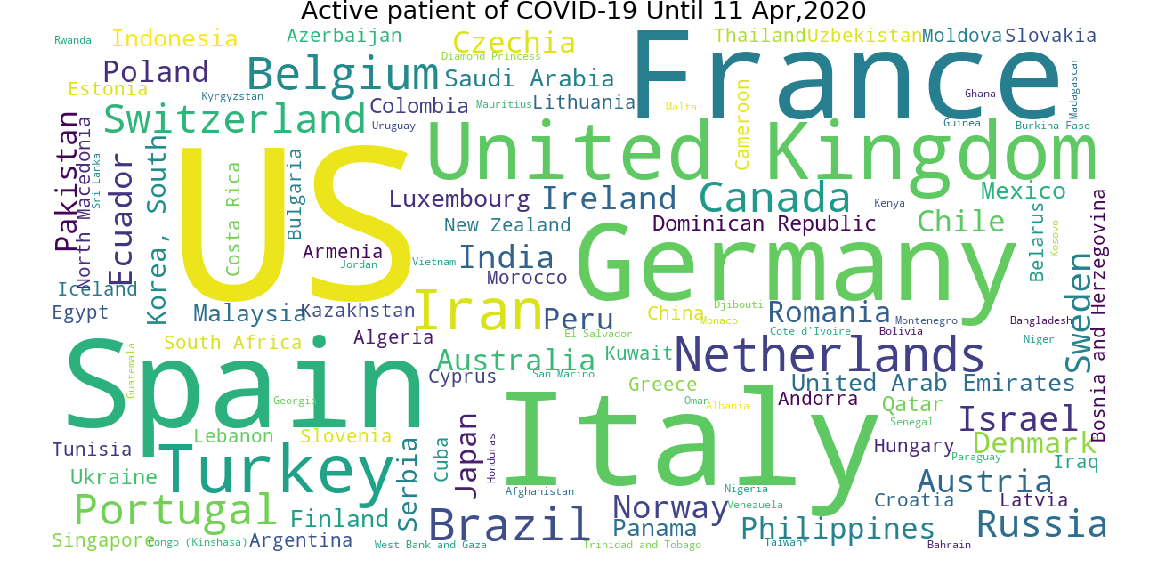 Active patient of COVID-19 Until 11 Apr,2020
Rwanda
Indonesia
Azerbaijan
Czechia
France
Thailand
Uzbekistan
Moldova
Slovakia
Poland
Belgium
Diamond Princess
Saudi Arabia
Estonia
Kyrgyzstan
Switzerland
Colombia
Mauritius
Lithuania
Malta
Cameroon
Ghana
Madagascar
Uruguay
United Kingdom
Guinea
Burkina Faso
Pakistan
North Macedonia
Sri Lanka
Ecuador
Korea, South
US
Costa Rica
Bulgaria
Luxembourg
Ireland
Canada
Kenya
Mexico
New Zealand
Dominican Republic
Chile
Belarus
Kosovo
Bosnia and Herzegovina
Armenia
Jordan
Vietnam
India
Morocco
Germany
Sweden
Iceland
Egypt
Malaysia
Kazakhstan
Iran
Peru
China
Djibouti
Monaco
Romania
Montenegro
Bangladesh
Cote d'Ivoire
Bolivia
Niger
Spain
South Africa
Guatemala
Algeria
El Salvador
Australia
Kuwait
Netherlands
Georgia
Cyprus
San Marino
Greece
United Arab Emirates
Andorra
Italy
Oman
Albania
Qatar
Senegal
Israel
Tunisia
Lebanon
Slovenia
Turkey
Serbia
Cuba
Japan
Honduras
Hungary
Denmark
Paraguay
Iraq
Ukraine
Afghanistan
Nigeria
Venezuela
Austria
Croatia
Latvia
Portugal
Finland
Brazil
Norway
Panama
Philippines
Russia
Singapore
Congo (Kinshasa)
Argentina
West Bank and Gaza
Trinidad and Tobago
Taiwan*
Bahrain